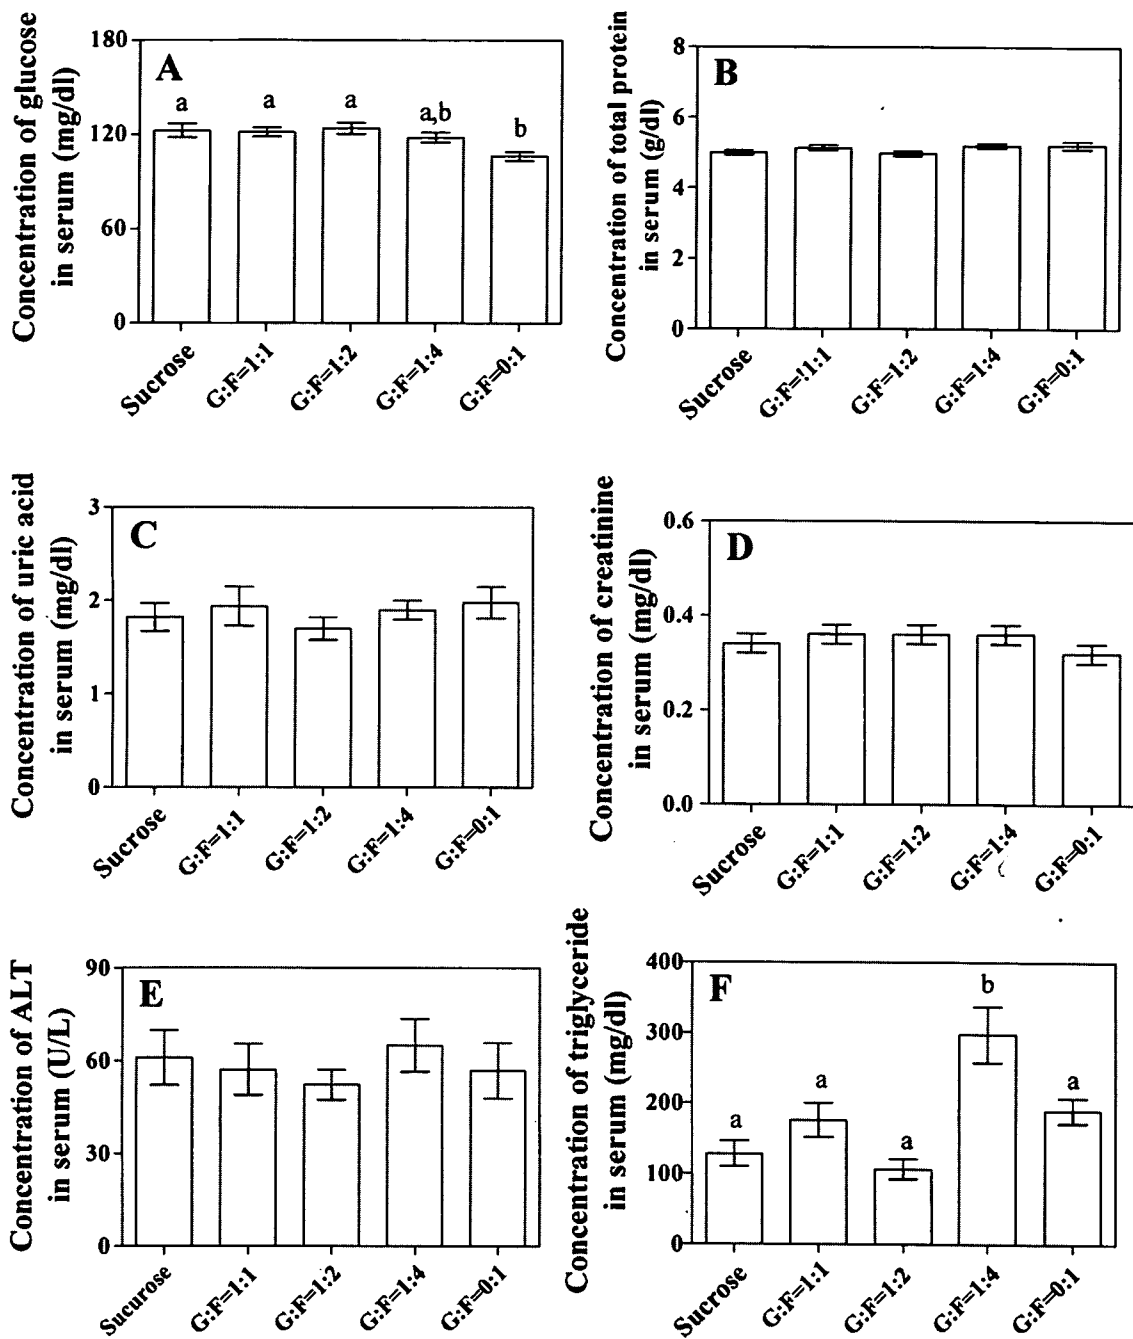 Concentration of glucose
in serum (mg/dl)
180
120
60
0
A
a
a
a
a,b
b
Sucrose
G:F=1:1
G:F=1:2
G:F=1:4
G:F=0:1
Concentration of total protein
in serum (g/dl)
8
6
4
2
0
B
Sucrose
G:F=!1:1
G:F=1:2
G:F=1:4
G:F=0:1
Concentration of uric acid
in serum (mg/dl)
3
2
1
0
C
Sucrose
G:F=1:1
G:F=1:2
G:F=1:4
G:F=0:1
Concentration of creatinine
in serum (mg/dl)
0.6
0.4
0.2
0.0
D
Sucrose
G:F=1:1
G:F=1:2
G:F=1:4
G:F=0:1
Concentration of ALT
in serum (U/L)
90
60
30
0
E
Sucurose
G:F=1:1
G:F=1:2
G:F=1:4
G:F=0:1
Concentration of triglyceride
in serum (mg/dl)
400
300
200
100
0
F
a
a
a
b
a
Sucrose
G:F=1:1
G:F=1:2
G:F=1:4
G:F=0:1